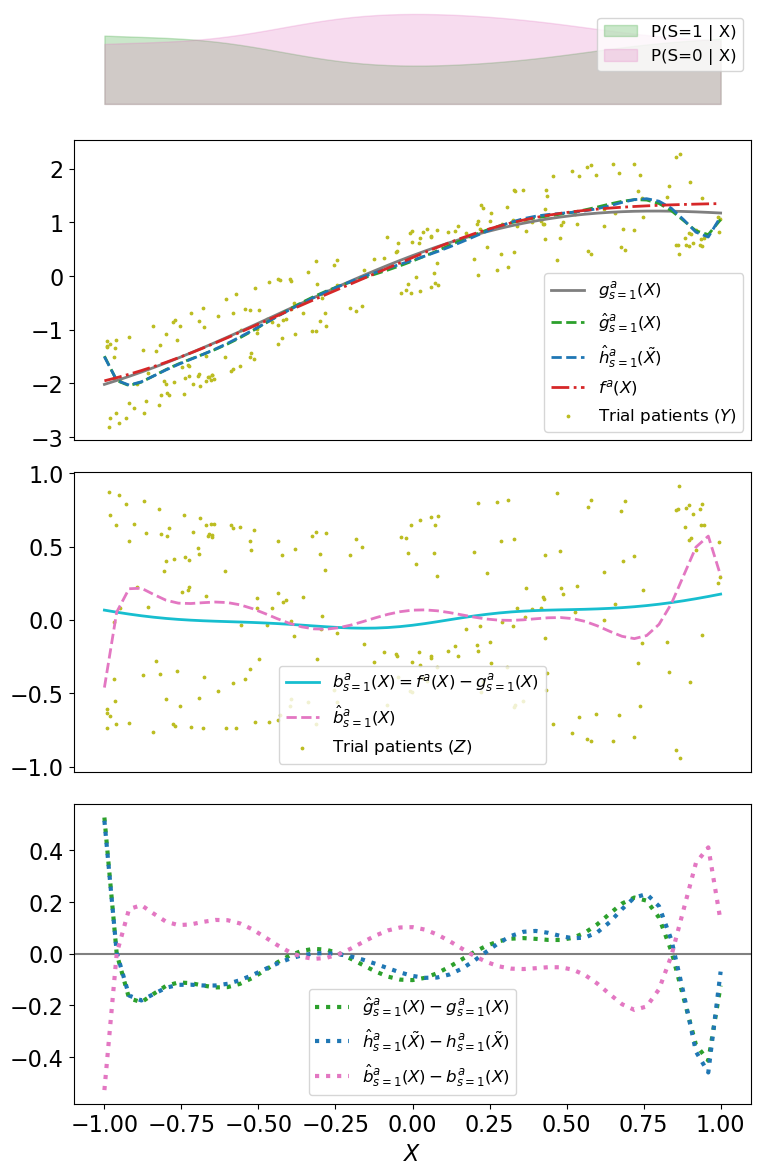 P(S=1 | X)
P(S=0 | X)
2
1
0
−1
−2
−3
g^a_{s=1}(X)
ĝ^a_{s=1}(X)
ĥ^a_{s=1}(X̃)
f^a(X)
Trial patients (Y)
1.0
0.5
0.0
−0.5
−1.0
b^a_{s=1}(X) = f^a(X) − g^a_{s=1}(X)
b̂^a_{s=1}(X)
Trial patients (Z)
0.4
0.2
0.0
−0.2
−0.4
ĝ^a_{s=1}(X) − g^a_{s=1}(X)
ĥ^a_{s=1}(X̃) − h^a_{s=1}(X̃)
b̂^a_{s=1}(X) − b^a_{s=1}(X)
−1.00 −0.75 −0.50 −0.25 0.00 0.25 0.50 0.75 1.00
X